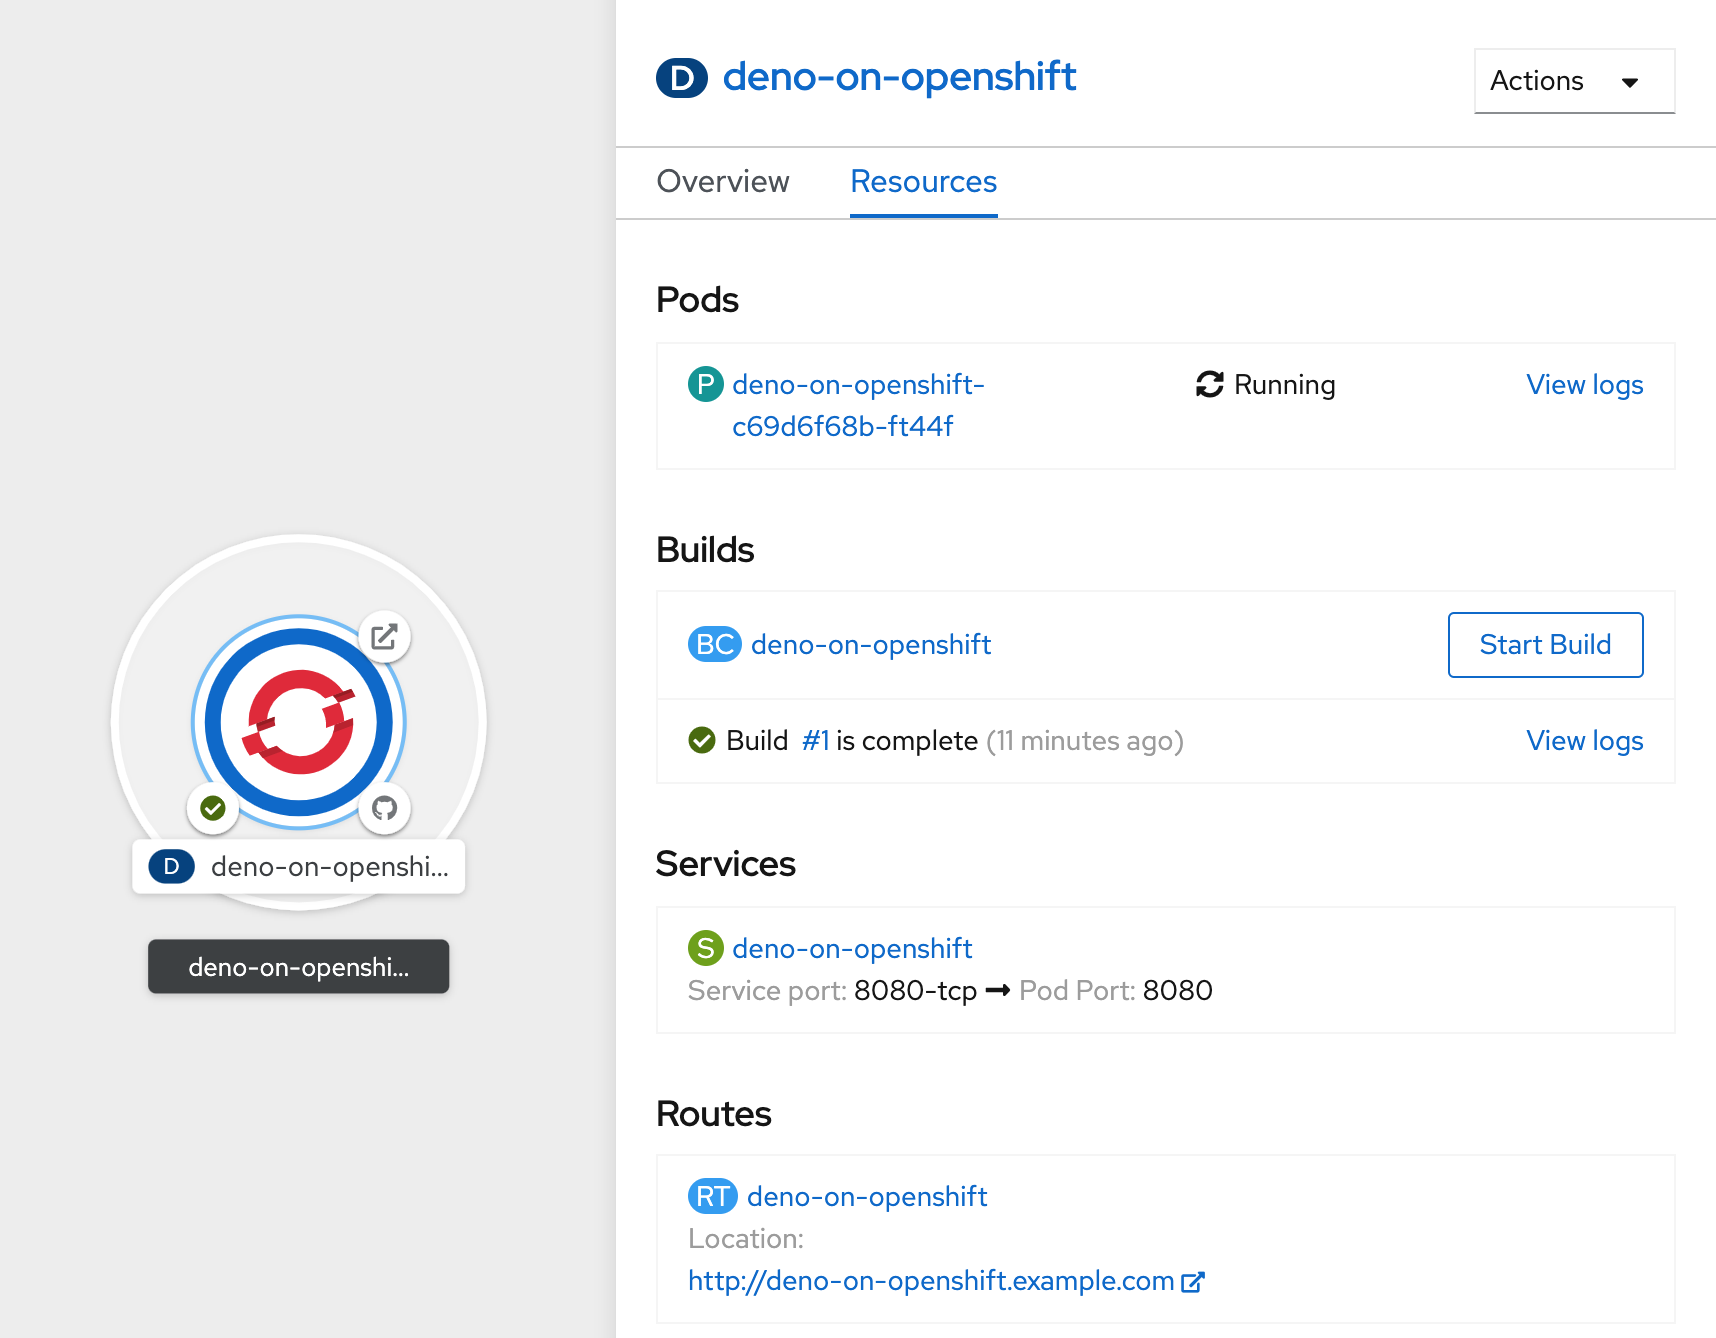 D deno-on-openshift
Actions
Overview Resources
Pods
P deno-on-openshift-
c69d6f68b-ft44f
Running
View logs
Builds
BC deno-on-openshift
Start Build
Build #1 is complete (11 minutes ago)
View logs
Services
S deno-on-openshift
Service port: 8080-tcp → Pod Port: 8080
Routes
RT deno-on-openshift
Location:
http://deno-on-openshift.example.com
D deno-on-openshi...
deno-on-openshi...